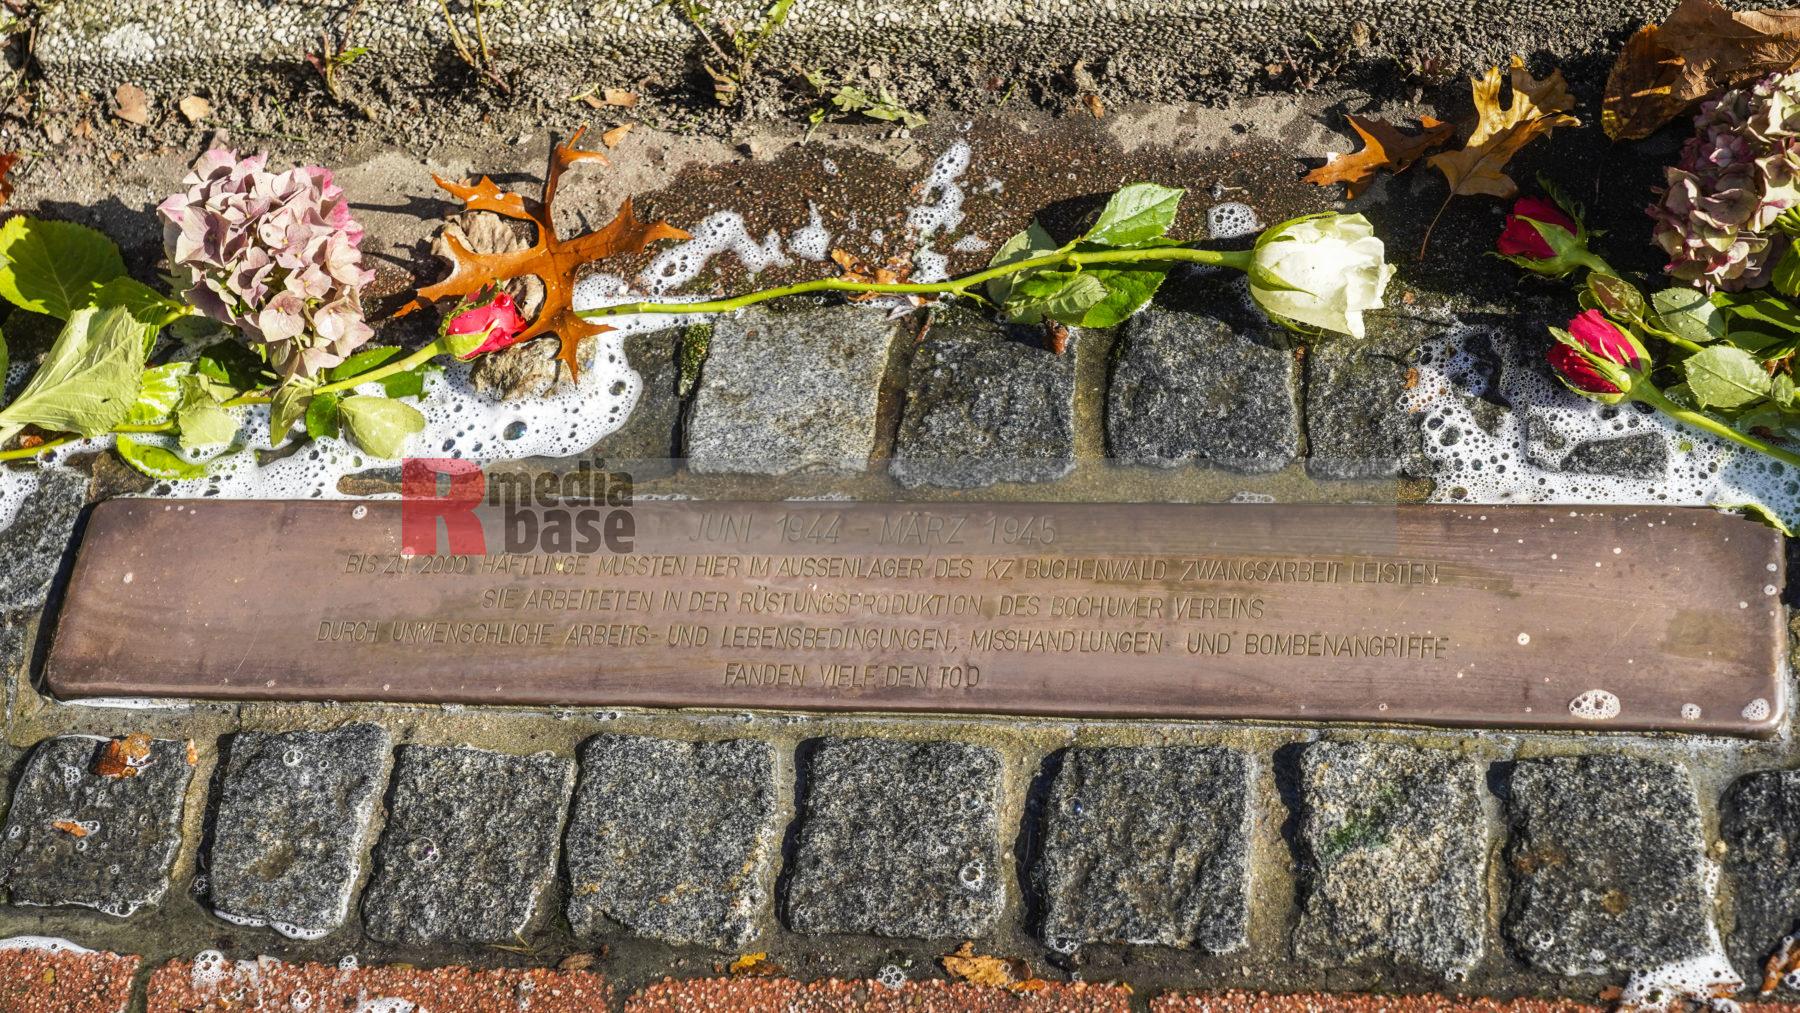 R media base
JUNI 1944 - MÄRZ 1945
BIS ZU 2000 HÄFTLINGE MUSSTEN HIER IM AUSSENLAGER DES KZ BUCHENWALD ZWANGSARBEIT LEISTEN
SIE ARBEITETEN IN DER RÜSTUNGSPRODUKTION DES BOCHUMER VEREINS
DURCH UNMENSCHLICHE ARBEITS- UND LEBENSBEDINGUNGEN, MISSHANDLUNGEN UND BOMBENANGRIFFE
FANDEN VIELE DEN TOD